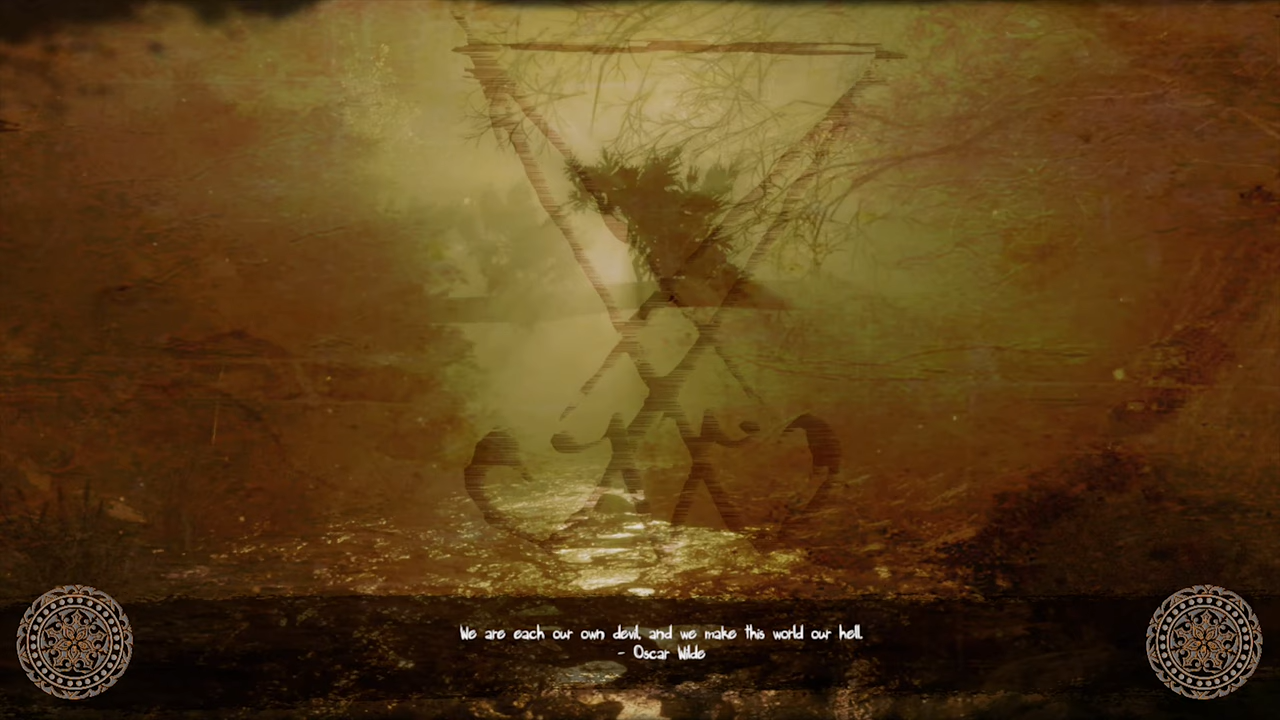 We are each our own devil, and we make this world our hell.
- Oscar Wilde